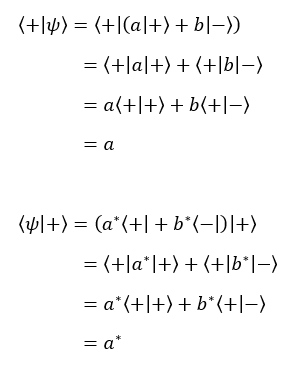 ⟨+|ψ⟩ = ⟨+|(a|+⟩ + b|−⟩)
= ⟨+|a|+⟩ + ⟨+|b|−⟩
= a⟨+|+⟩ + b⟨+|−⟩
= a
⟨ψ|+⟩ = (a*⟨+| + b*⟨−|)|+⟩
= ⟨+|a*|+⟩ + ⟨+|b*|−⟩
= a*⟨+|+⟩ + b*⟨+|−⟩
= a*